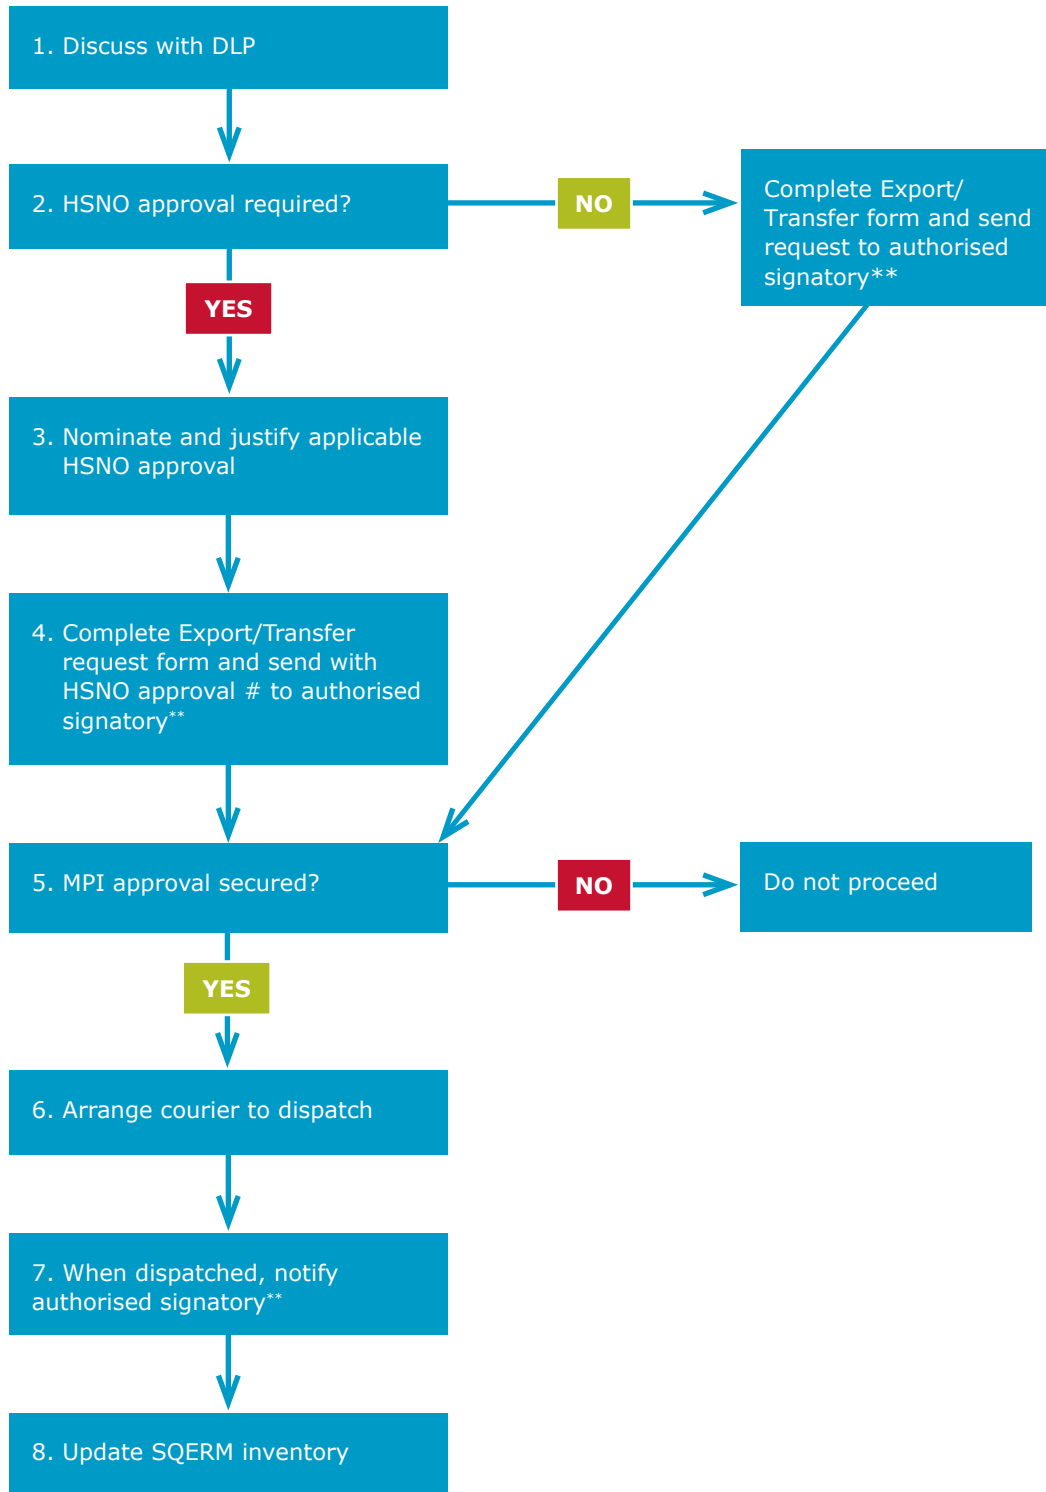 1. Discuss with DLP
2. HSNO approval required?
NO
Complete Export/
Transfer form and send
request to authorised
signatory**
YES
3. Nominate and justify applicable
HSNO approval
4. Complete Export/Transfer
request form and send with
HSNO approval # to authorised
signatory**
5. MPI approval secured?
NO
Do not proceed
YES
6. Arrange courier to dispatch
7. When dispatched, notify
authorised signatory**
8. Update SQERM inventory